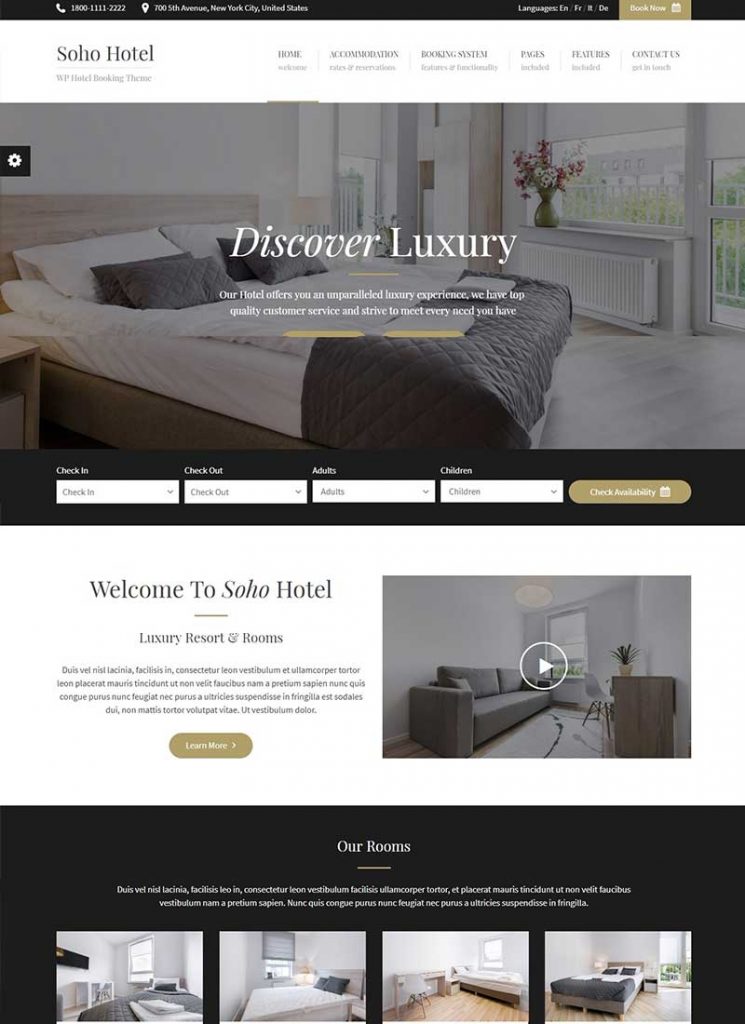 1800-1111-2222
700 5th Avenue, New York City, United States
Languages: En / Fr / It / De
Book Now
Soho Hotel
WP Hotel Booking Theme
HOME
welcome
ACCOMMODATION
rates & reservations
BOOKING SYSTEM
features & functionality
PAGES
included
FEATURES
included
CONTACT US
get in touch
Discover Luxury
Our Hotel offers you an unparalleled luxury experience, we have top
quality customer service and strive to meet every need you have
Check In
Check Out
Adults
Children
Check In
Check Out
Adults
Children
Check Availability
Welcome To Soho Hotel
Luxury Resort & Rooms
Duis vel nisl lacinia, facilisis in, consectetur leon vestibulum et ullamcorper tortor
leon placerat mauris tincidunt ut non velit nam a pretium sapien nunc quis
congue purus nunc feugiat nec purus a ultricies suspendisse in fringilla est sodales
dui, non mattis tortor volutpat vitae. Ut vestibulum dolor.
Learn More
Our Rooms
Duis vel nisl lacinia, facilisis leo in, consectetur leon vestibulum facilisis ullamcorper tortor, et placerat mauris tincidunt ut non velit faucibus
vestibulum nam a pretium sapien. Nunc quis congue purus nunc feugiat nec purus a ultricies suspendisse in fringilla.